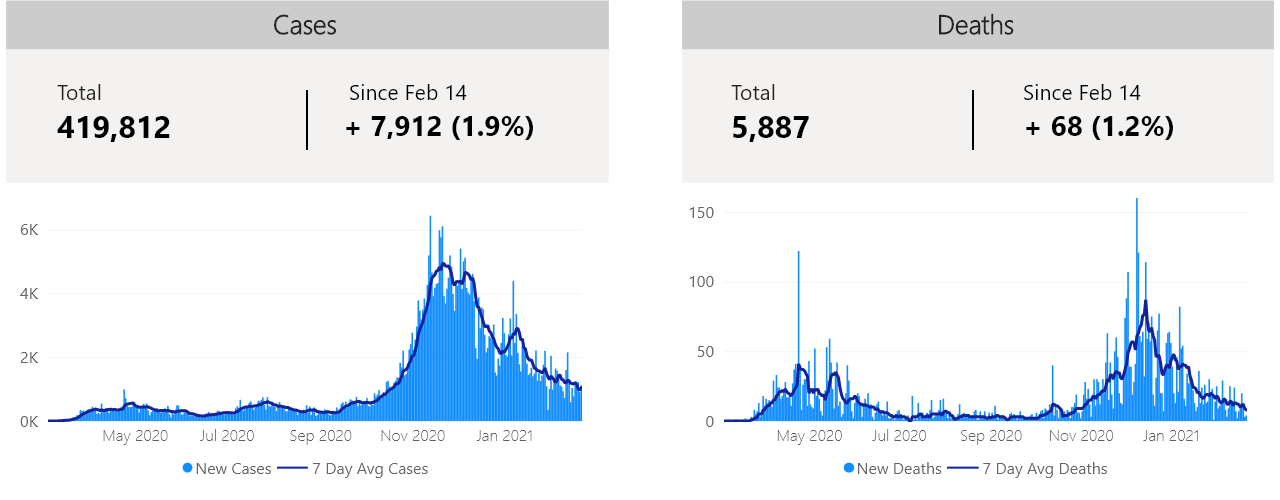 Cases
Total
419,812
Since Feb 14
+ 7,912 (1.9%)
6K
4K
2K
0K
May 2020 Jul 2020 Sep 2020 Nov 2020 Jan 2021
New Cases 7 Day Avg Cases
Deaths
Total
5,887
Since Feb 14
+ 68 (1.2%)
150
100
50
0
May 2020 Jul 2020 Sep 2020 Nov 2020 Jan 2021
New Deaths 7 Day Avg Deaths